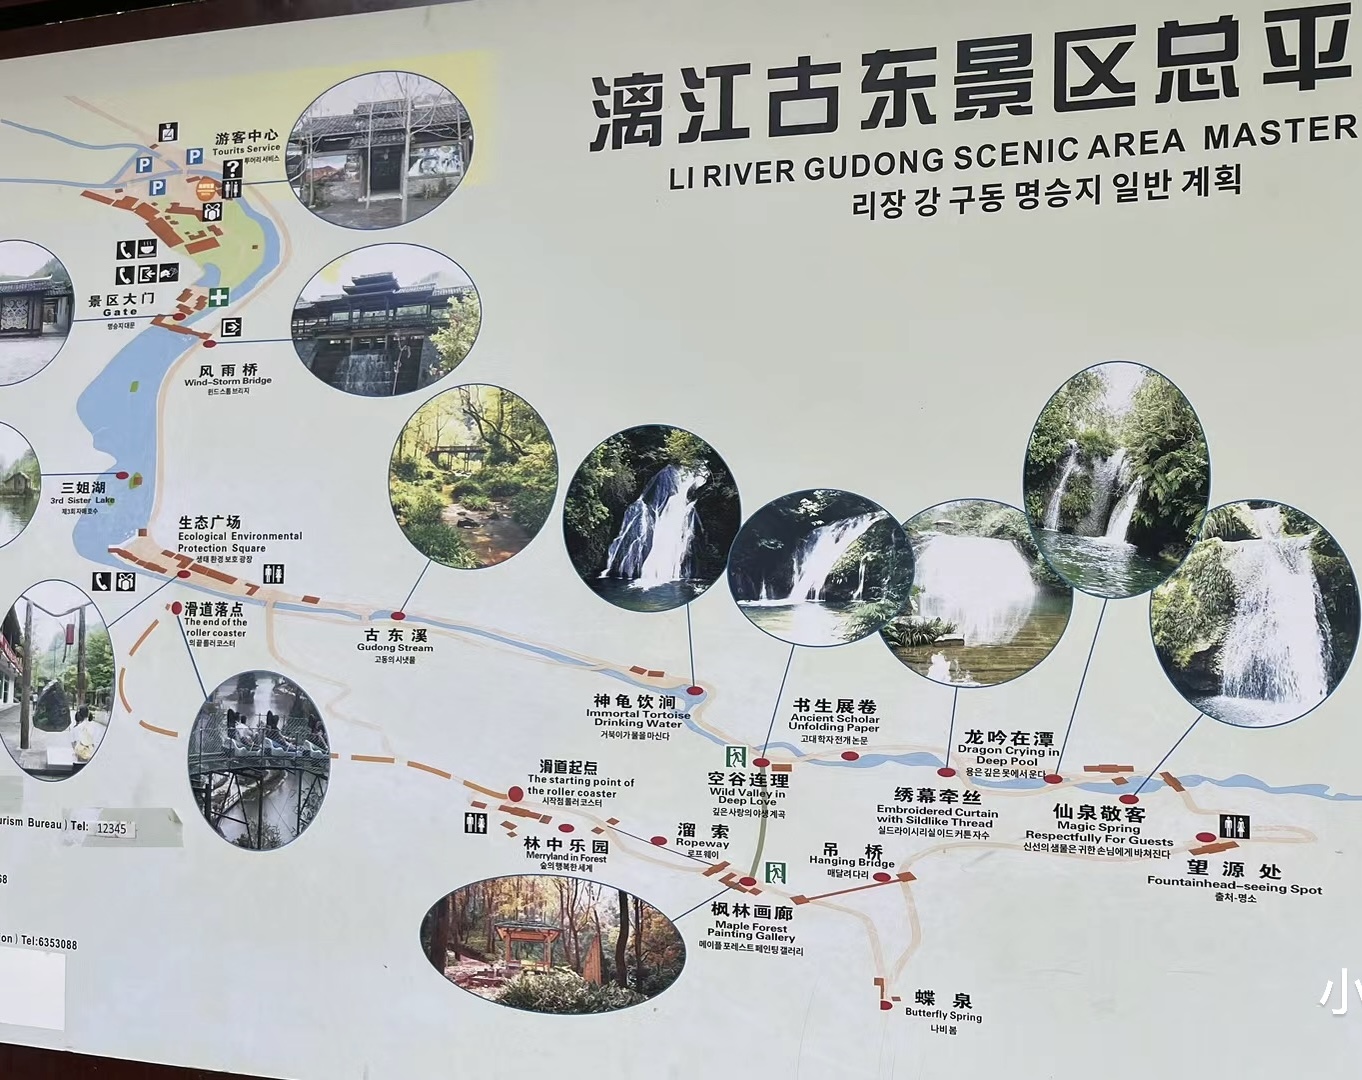 漓江古东景区总平
LI RIVER GUDONG SCENIC AREA MASTER
리장 강 구동 명승지 일반 계획
游客中心
Tourits Service
투어리 서비스
P
P
P
?
景区大门
Gate
명승지대문
风雨桥
Wind-Storm Bridge
윈드스톰브리지
三姐湖
3rd Sister Lake
生态广场
Ecological Environmental
Protection Square
생태 환경 보호 광장
滑道落点
The end of the
roller coaster
의끝롤러코스터
古东溪
Gudong Stream
고동의시냇물
神龟饮涧
Immortal Tortoise
Drinking Water
거북이가물을마신다
书生展卷
Ancient Scholar
Unfolding Paper
고대학자전개논문
龙吟在潭
Dragon Crying in
Deep Pool
용은깊은못에서운다
空谷连理
Wild Valley in
Deep Love
깊은사랑의야생계곡
绣幕牵丝
Embroidered Curtain
with Sildlike Thread
실드라이시리실이드커튼자수
仙泉敬客
Magic Spring
Respectfully For Guests
신선의샘물은귀한손님에게바쳐진다
滑道起点
The starting point of
the roller coaster
시작점롤러코스터
林中乐园
Merryland in Forest
숲의행복한세계
溜索
Ropeway
로프웨이
吊桥
Hanging Bridge
매달려다리
望源处
Fountainhead-seeing Spot
출처-명소
枫林画廊
Maple Forest
Painting Gallery
메이플포레스트페인팅갤러리
蝶泉
Butterfly Spring
나비봄
urism Bureau) Tel: 12345
68
on) Tel:6353088
小